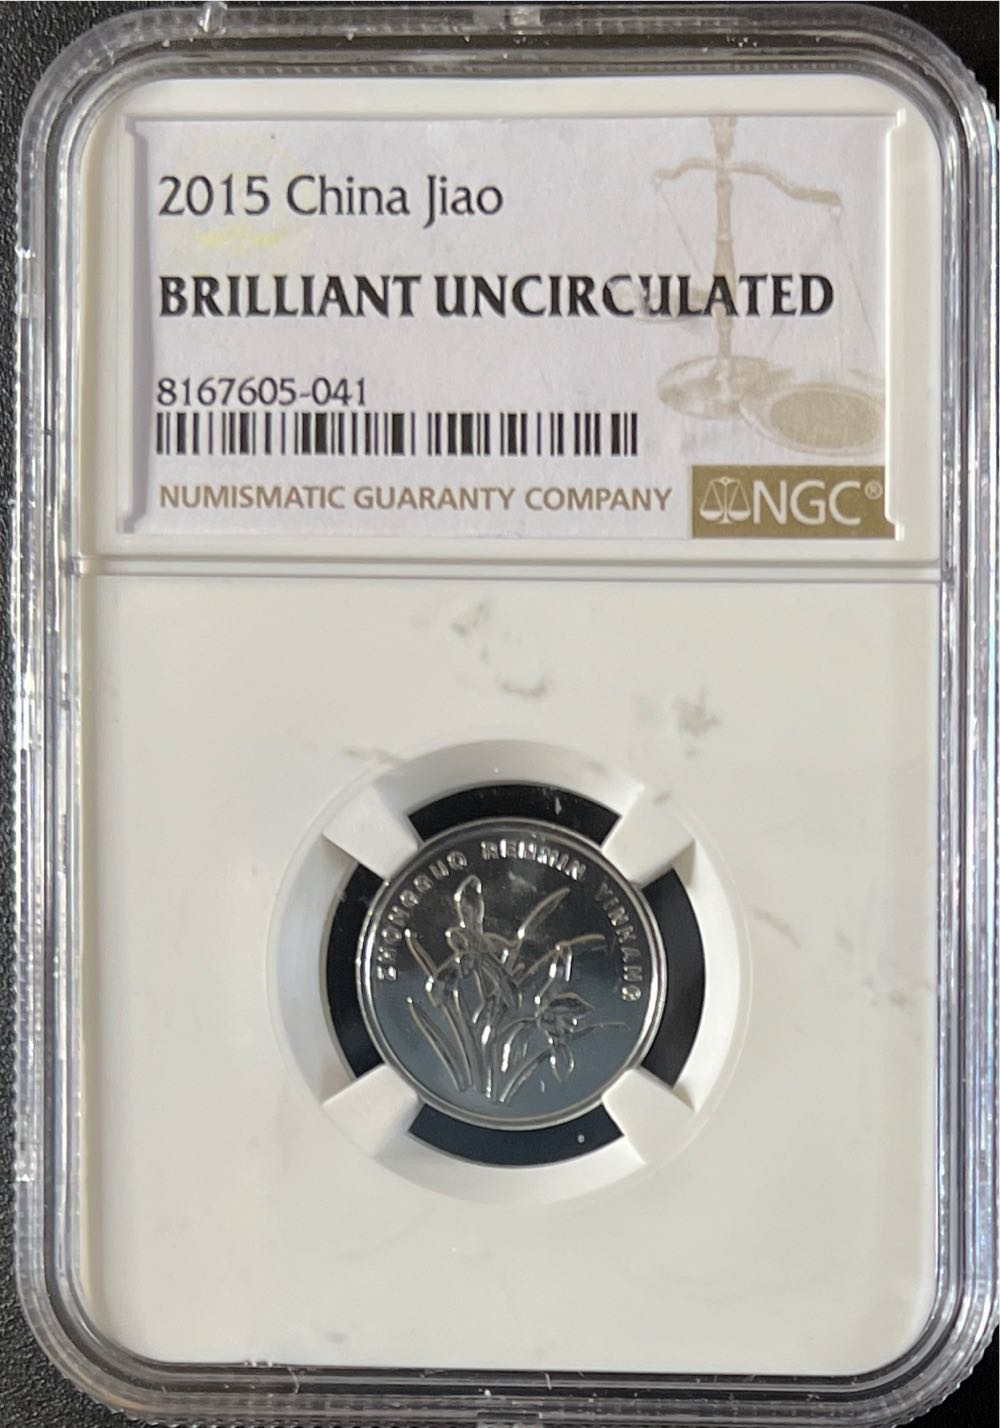 2015 China Jiao
BRILLIANT UNCIRCULATED
8167605-041
NUMISMATIC GUARANTY COMPANY
NGC®
ZHONGGUO RENMIN YINHANG